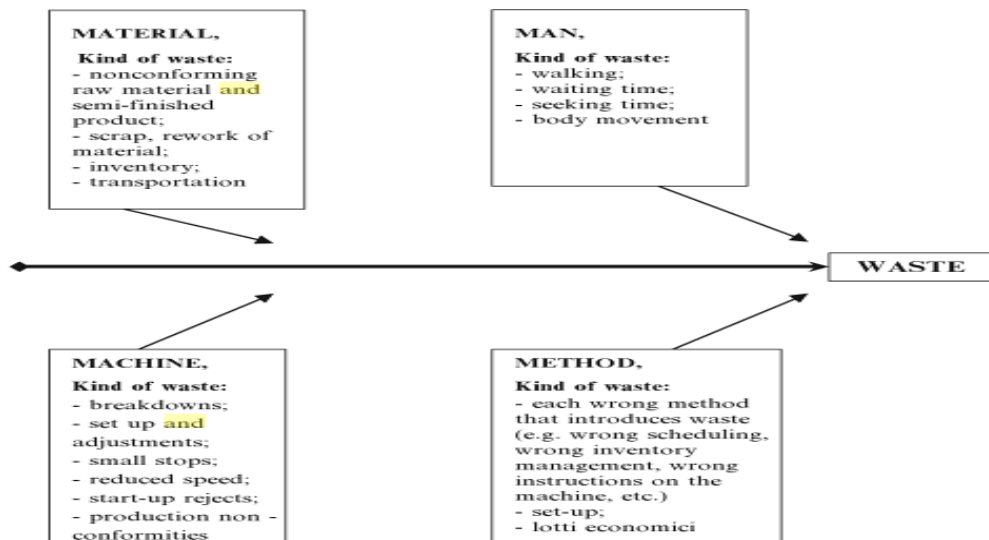 MATERIAL,
Kind of waste:
- nonconforming
raw material and
semi-finished
product;
- scrap, rework of
material;
- inventory;
- transportation
MAN,
Kind of waste:
- walking;
- waiting time;
- seeking time;
- body movement
WASTE
MACHINE,
Kind of waste:
- breakdowns;
- set up and
adjustments;
- small stops;
- reduced speed;
- start-up rejects;
- production non -
conformities
METHOD,
Kind of waste:
- each wrong method
that introduces waste
(e.g. wrong scheduling,
wrong inventory
management, wrong
instructions on the
machine, etc.)
- set-up;
- lotti economici